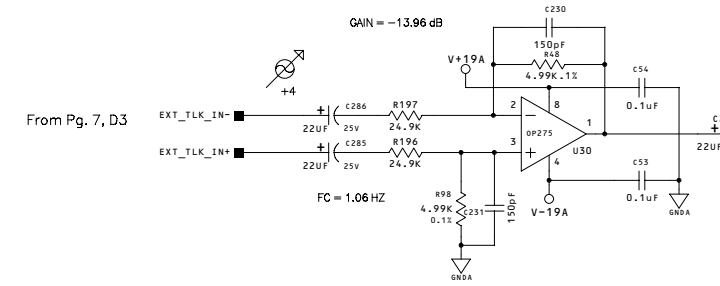 GAIN = -13.96 dB
C230
150pF
R48
4.99K.1%
V+19A
C54
0.1uF
+4
From Pg. 7, D3
EXT_TLK_IN-
+
C286
22UF
25V
R197
24.9K
2
8
1
OP275
U30
EXT_TLK_IN+
+
C285
22UF
25V
R196
24.9K
3
4
+
22UF
FC = 1.06 HZ
R98
4.99K
0.1%
C231
150pF
V-19A
C53
0.1uF
GNDA
GNDA